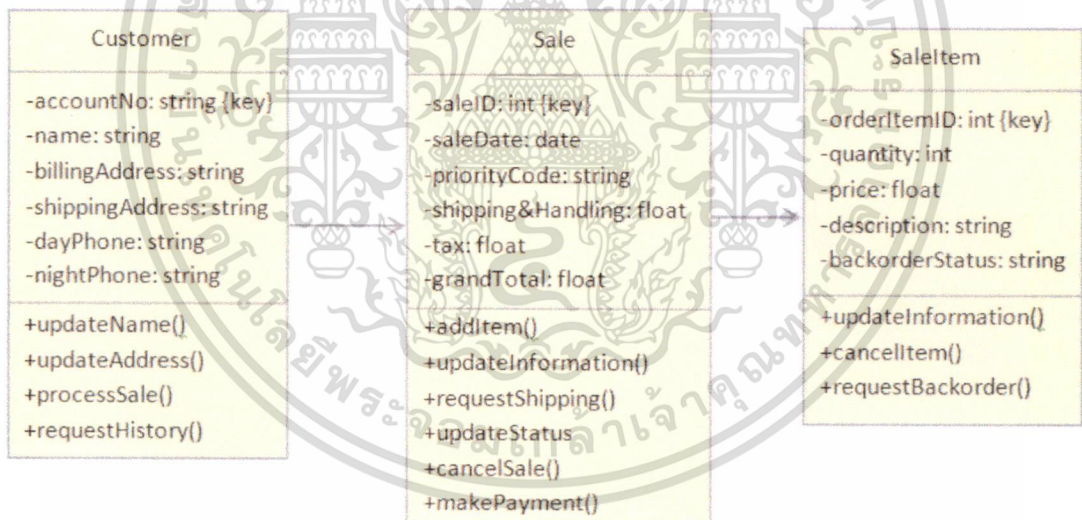 Customer
-accountNo: string {key}
-name: string
-billingAddress: string
-shippingAddress: string
-dayPhone: string
-nightPhone: string
+updateName()
+updateAddress()
+processSale()
+requestHistory()
Sale
-saleID: int {key}
-saleDate: date
-priorityCode: string
-shipping&Handling: float
-tax: float
-grandTotal: float
+addItem()
+updateInformation()
+requestShipping()
+updateStatus
+cancelSale()
+makePayment()
SaleItem
-orderItemID: int {key}
-quantity: int
-price: float
-description: string
-backorderStatus: string
+updateInformation()
+cancelItem()
+requestBackorder()